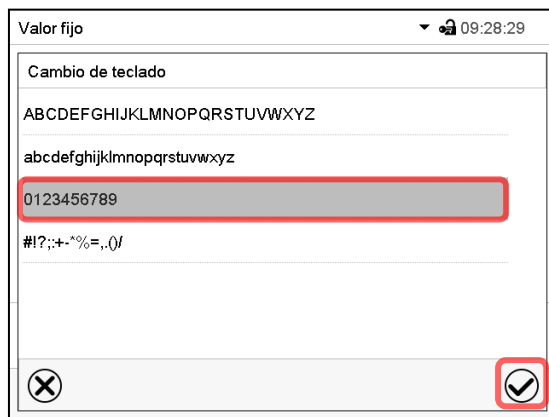 Valor fijo 09:28:29
Cambio de teclado
ABCDEFGHIJKLMNOPQRSTUVWXYZ
abcdefghijklmnopqrstuvwxyz
0123456789
#!?;:+-*%=,.()/